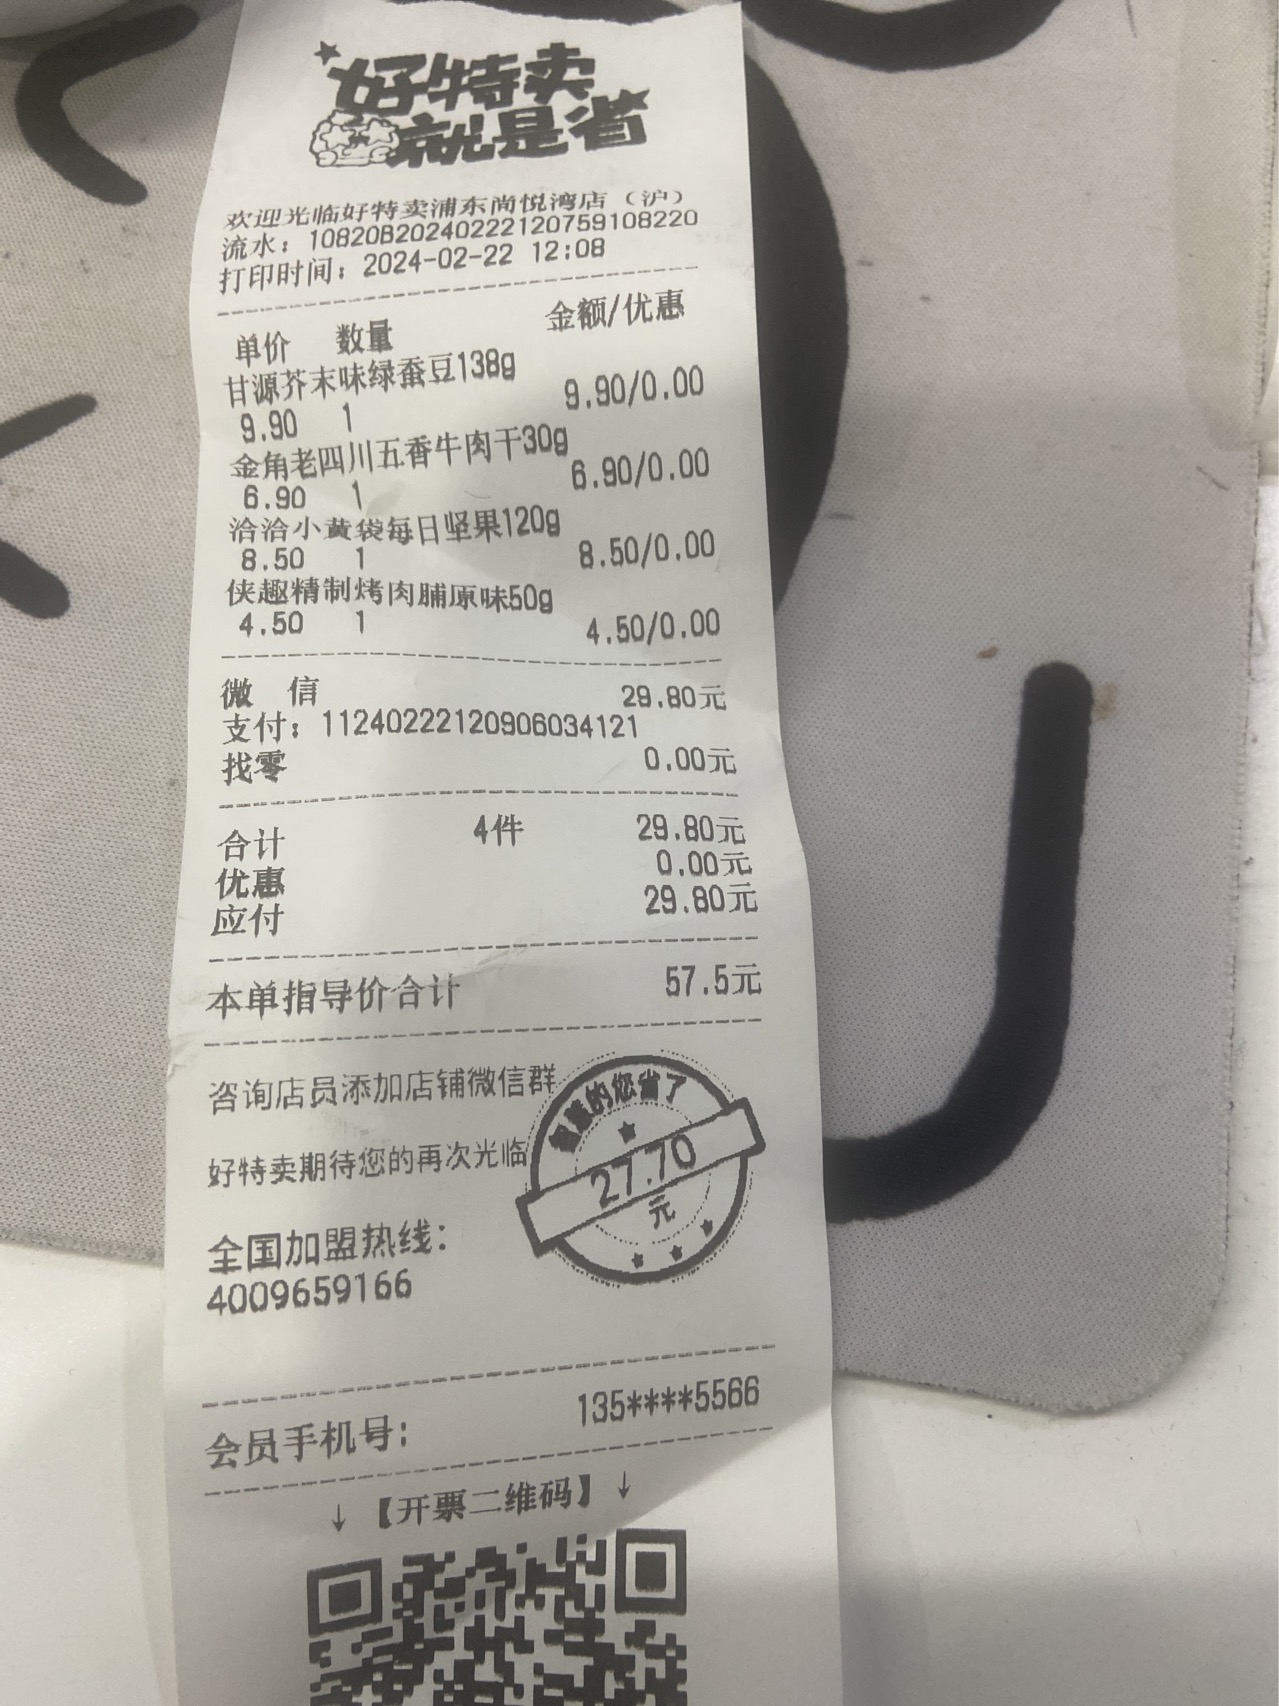 好特卖
就是省
欢迎光临好特卖浦东尚悦湾店（沪）
流水：10820B20240222120759108220
打印时间：2024-02-22 12:08
单价 数量 金额/优惠
甘源芥末味绿蚕豆138g
9.90 1 9.90/0.00
金角老四川五香牛肉干30g
6.90 1 6.90/0.00
洽洽小黄袋每日坚果120g
8.50 1 8.50/0.00
侠趣精制烤肉脯原味50g
4.50 1 4.50/0.00
微 信 29.80元
支付：11240222120906034121
找零 0.00元
合计 4件 29.80元
优惠 0.00元
应付 29.80元
本单指导价合计 57.5元
咨询店员添加店铺微信群
好特卖期待您的再次光临
智慧的您省了
27.70
元
全国加盟热线：
4009659166
会员手机号： 135****5566
↓【开票二维码】↓